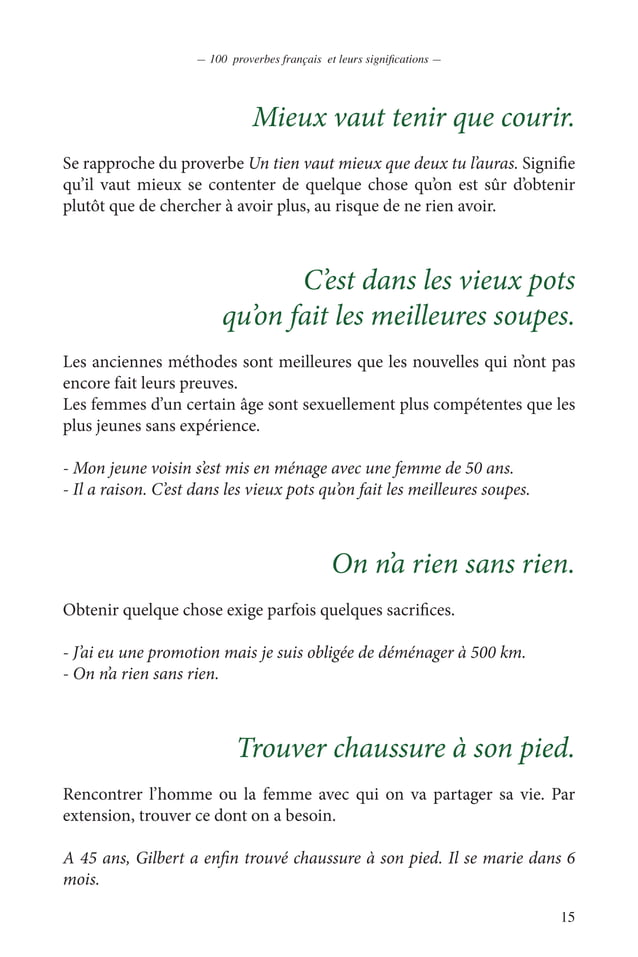 — 100 proverbes français et leurs significations —
Mieux vaut tenir que courir.
Se rapproche du proverbe Un tien vaut mieux que deux tu l’auras. Signifie
qu’il vaut mieux se contenter de quelque chose qu’on est sûr d’obtenir
plutôt que de chercher à avoir plus, au risque de ne rien avoir.
C’est dans les vieux pots
qu’on fait les meilleures soupes.
Les anciennes méthodes sont meilleures que les nouvelles qui n’ont pas
encore fait leurs preuves.
Les femmes d’un certain âge sont sexuellement plus compétentes que les
plus jeunes sans expérience.
- Mon jeune voisin s’est mis en ménage avec une femme de 50 ans.
- Il a raison. C’est dans les vieux pots qu’on fait les meilleures soupes.
On n’a rien sans rien.
Obtenir quelque chose exige parfois quelques sacrifices.
- J’ai eu une promotion mais je suis obligée de déménager à 500 km.
- On n’a rien sans rien.
Trouver chaussure à son pied.
Rencontrer l’homme ou la femme avec qui on va partager sa vie. Par
extension, trouver ce dont on a besoin.
A 45 ans, Gilbert a enfin trouvé chaussure à son pied. Il se marie dans 6
mois.
15